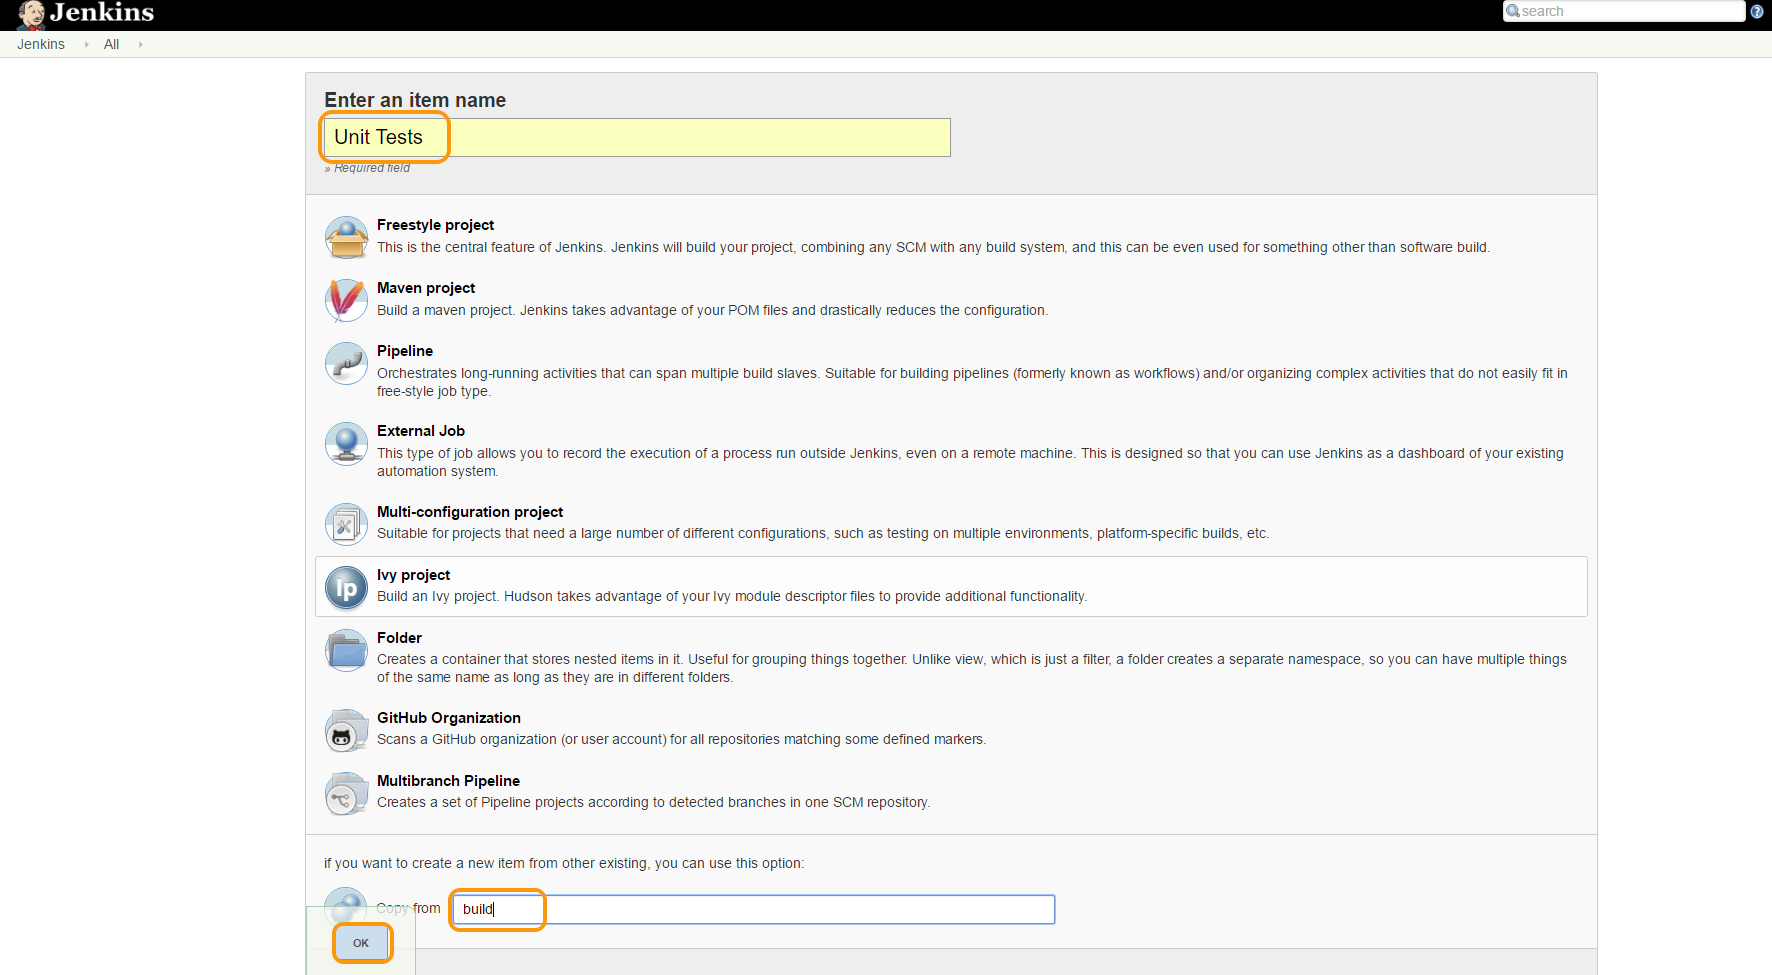 Jenkins
search
Jenkins
All
Enter an item name
Unit Tests
» Required field
Freestyle project
This is the central feature of Jenkins. Jenkins will build your project, combining any SCM with any build system, and this can be even used for something other than software build.
Maven project
Build a maven project. Jenkins takes advantage of your POM files and drastically reduces the configuration.
Pipeline
Orchestrates long-running activities that can span multiple build slaves. Suitable for building pipelines (formerly known as workflows) and/or organizing complex activities that do not easily fit in
free-style job type.
External Job
This type of job allows you to record the execution of a process run outside Jenkins, even on a remote machine. This is designed so that you can use Jenkins as a dashboard of your existing
automation system.
Multi-configuration project
Suitable for projects that need a large number of different configurations, such as testing on multiple environments, platform-specific builds, etc.
Ip
Ivy project
Build an Ivy project. Hudson takes advantage of your Ivy module descriptor files to provide additional functionality.
Folder
Creates a container that stores nested items in it. Useful for grouping things together. Unlike view, which is just a filter, a folder creates a separate namespace, so you can have multiple things
of the same name as long as they are in different folders.
GitHub Organization
Scans a GitHub organization (or user account) for all repositories matching some defined markers.
Multibranch Pipeline
Creates a set of Pipeline projects according to detected branches in one SCM repository.
if you want to create a new item from other existing, you can use this option:
Copy from
build
OK